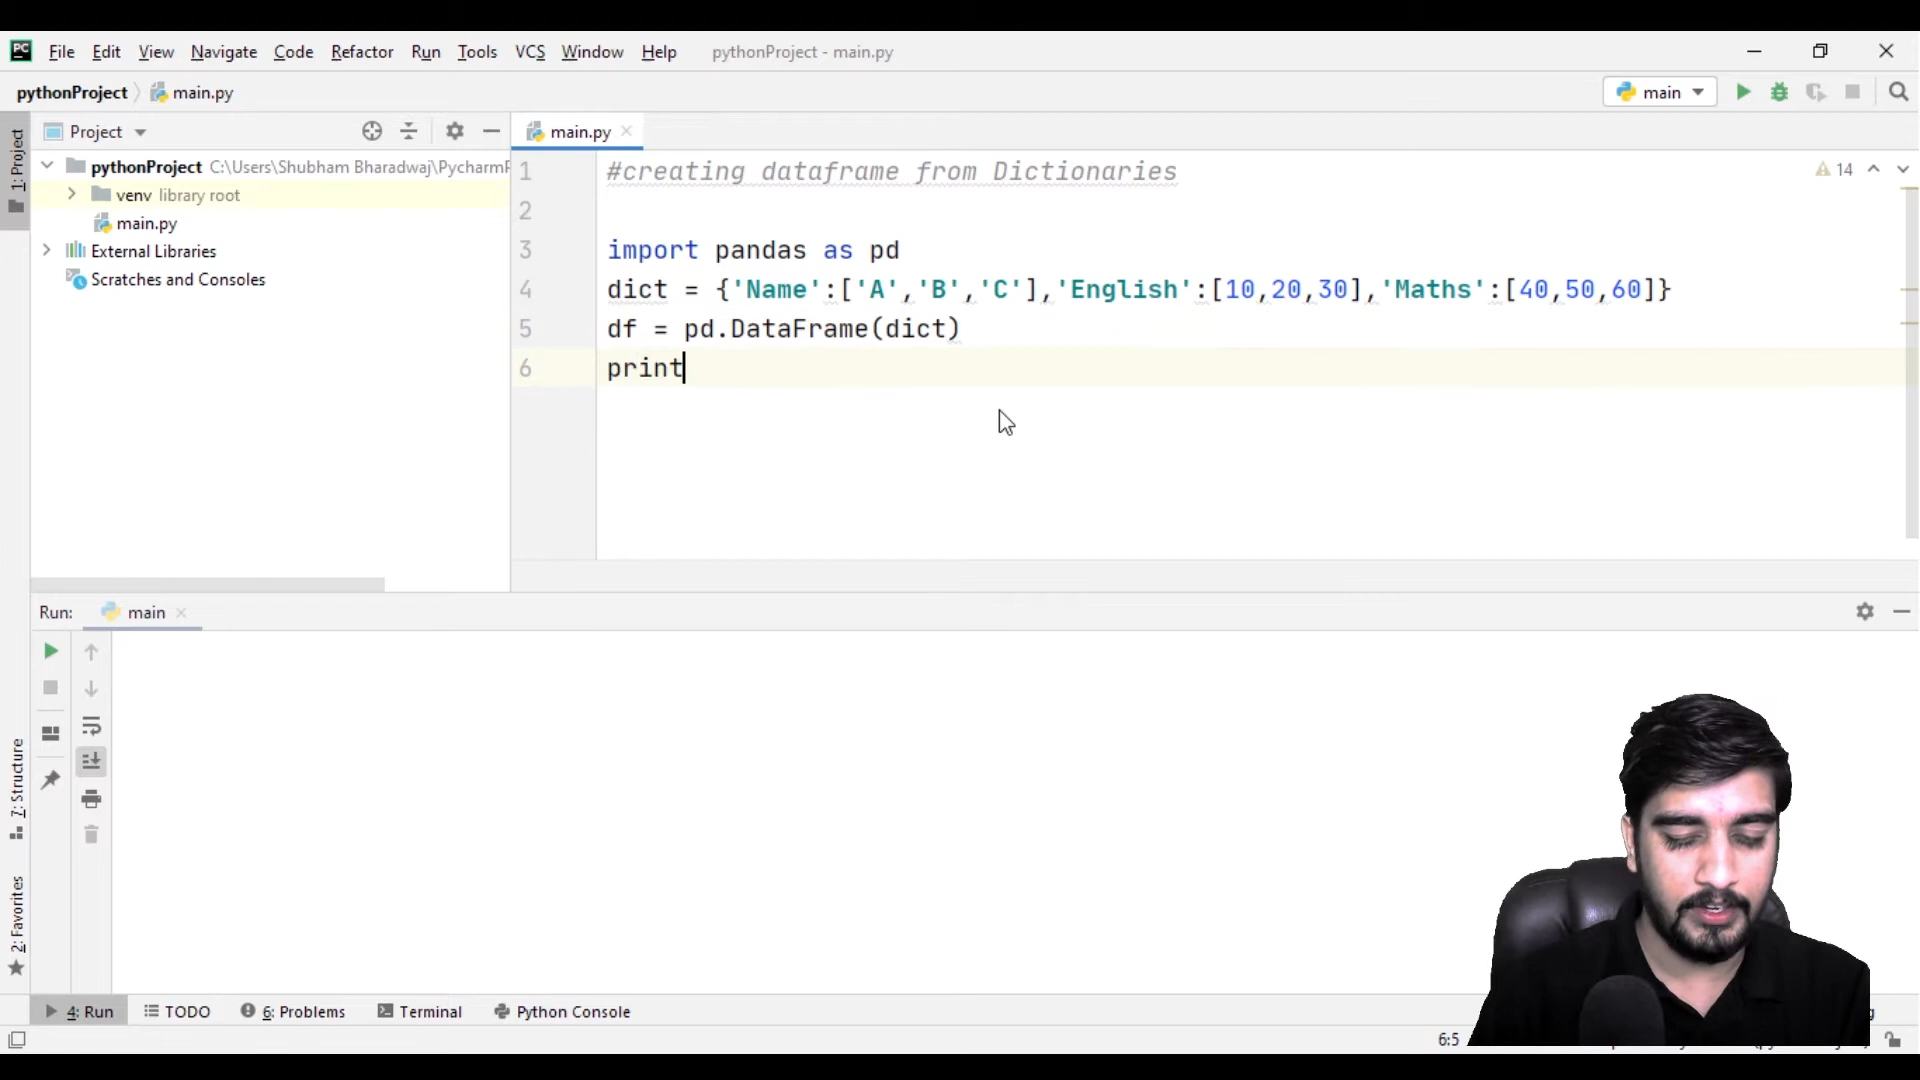 PC File Edit View Navigate Code Refactor Run Tools VCS Window Help pythonProject - main.py
pythonProject main.py main
Project main.py
1: Project
pythonProject C:\Users\Shubham Bharadwaj\Pycharm
venv library root
main.py
External Libraries
Scratches and Consoles
14
1 #creating dataframe from Dictionaries
2
3 import pandas as pd
4 dict = {'Name':['A','B','C'],'English':[10,20,30],'Maths':[40,50,60]}
5 df = pd.DataFrame(dict)
6 print
Run: main
7: Structure
2: Favorites
4: Run TODO 6: Problems Terminal Python Console
6:5